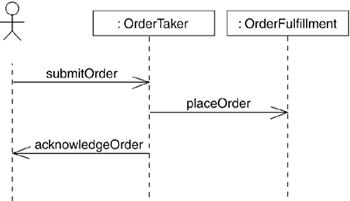 : OrderTaker
: OrderFulfillment
submitOrder
placeOrder
acknowledgeOrder